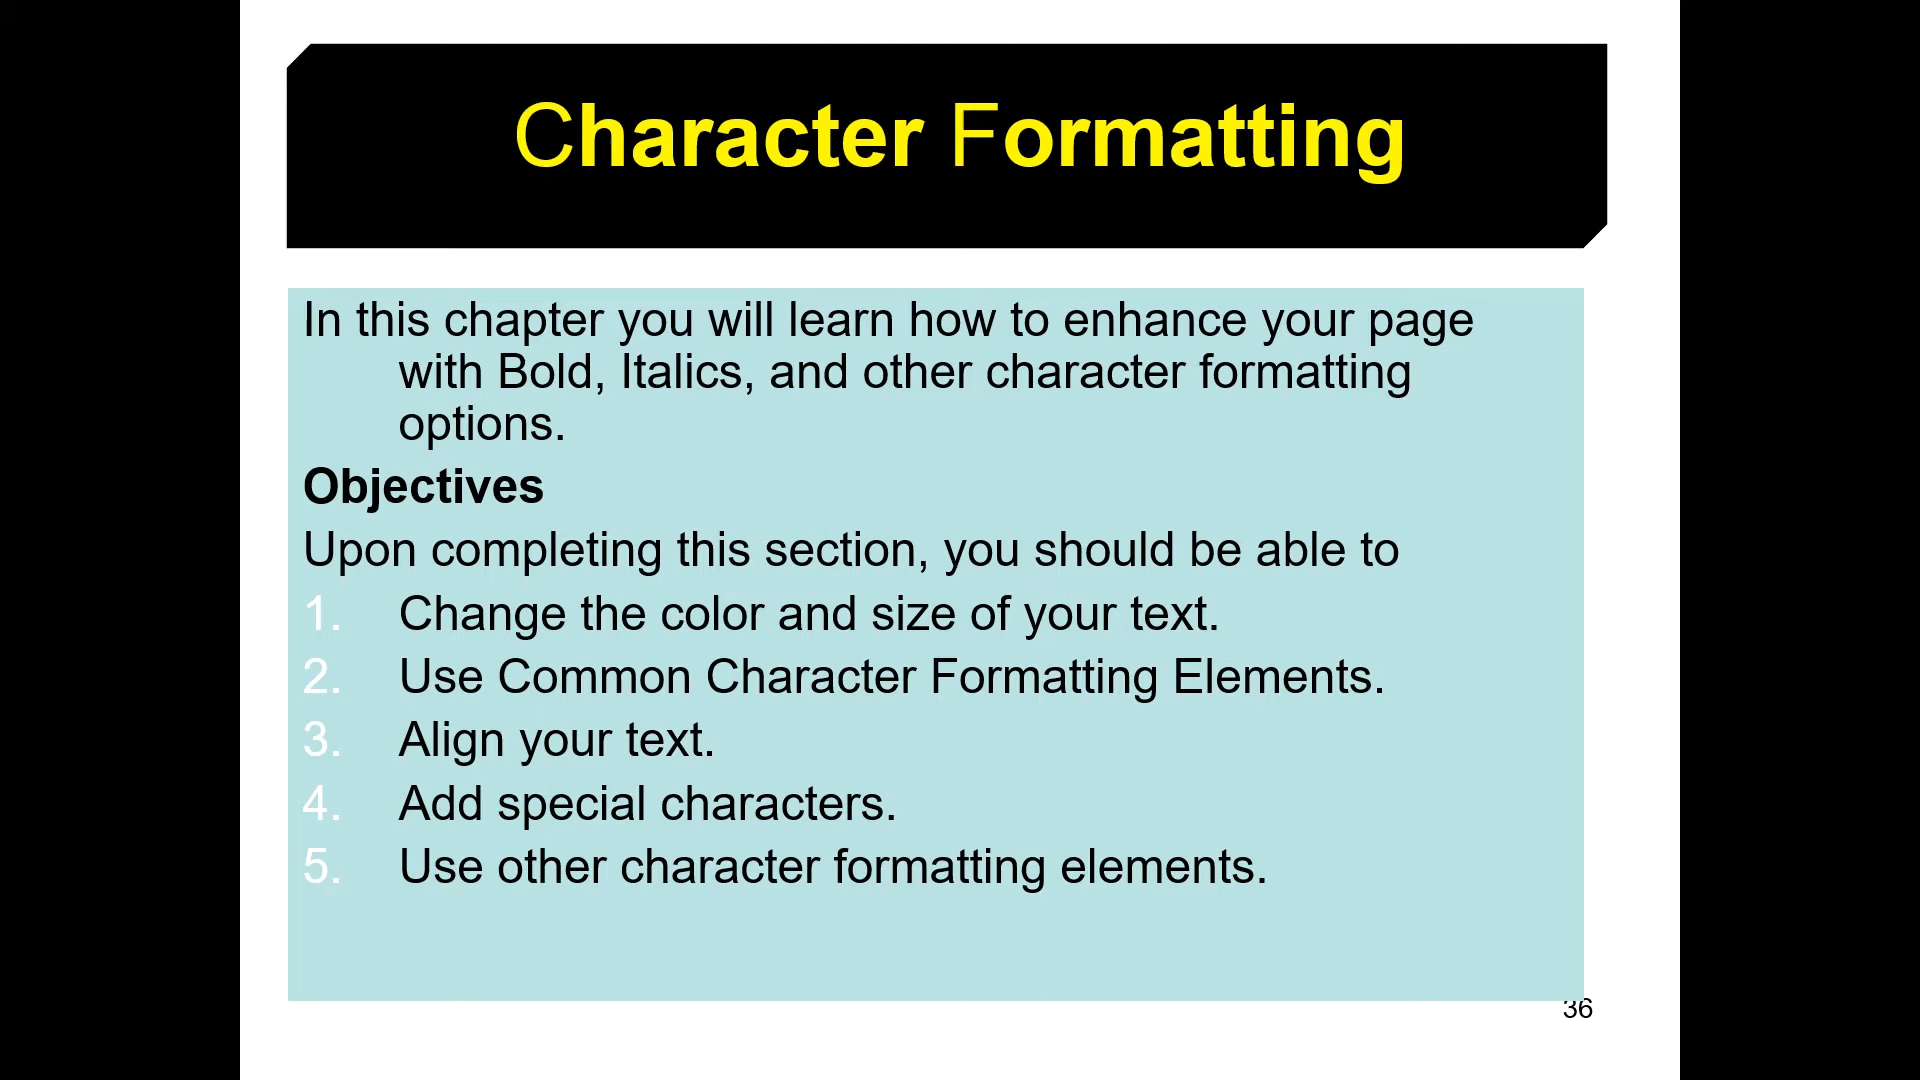 Character Formatting
In this chapter you will learn how to enhance your page
with Bold, Italics, and other character formatting
options.
Objectives
Upon completing this section, you should be able to
1. Change the color and size of your text.
2. Use Common Character Formatting Elements.
3. Align your text.
4. Add special characters.
5. Use other character formatting elements.
36